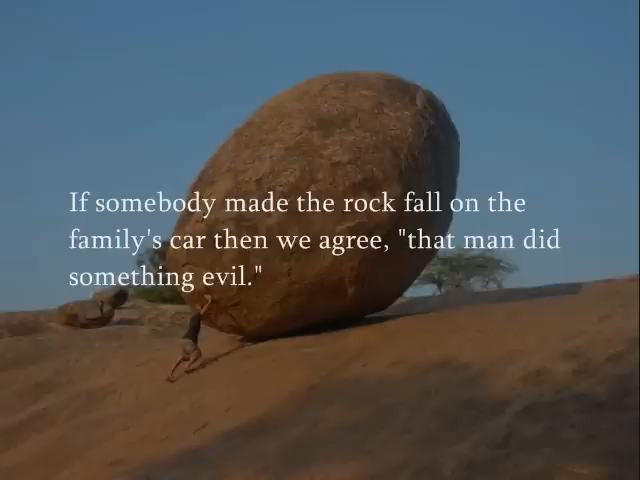 If somebody made the rock fall on the
family's car then we agree, "that man did
something evil."